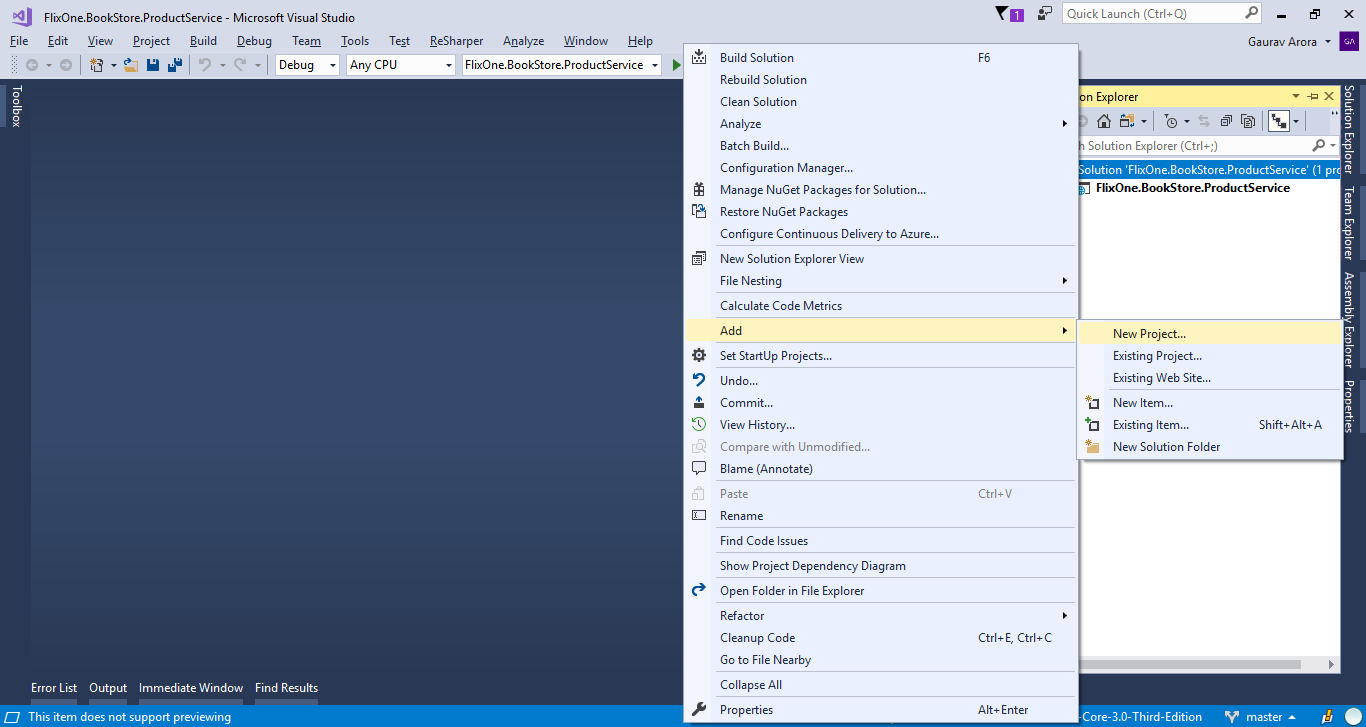 FlixOne.BookStore.ProductService - Microsoft Visual Studio
1
Quick Launch (Ctrl+Q)
File Edit View Project Build Debug Team Tools Test ReSharper Analyze Window Help
Gaurav Arora
GA
Debug
Any CPU
FlixOne.BookStore.ProductService
Toolbox
Build Solution F6
Rebuild Solution
Clean Solution
Analyze
Batch Build...
Configuration Manager...
Manage NuGet Packages for Solution...
Restore NuGet Packages
Configure Continuous Delivery to Azure...
New Solution Explorer View
File Nesting
Calculate Code Metrics
Add
Set StartUp Projects...
Undo...
Commit...
View History...
Compare with Unmodified...
Blame (Annotate)
Paste Ctrl+V
Rename
Find Code Issues
Show Project Dependency Diagram
Open Folder in File Explorer
Refactor
Cleanup Code Ctrl+E, Ctrl+C
Go to File Nearby
Collapse All
Properties Alt+Enter
New Project...
Existing Project...
Existing Web Site...
New Item...
Existing Item... Shift+Alt+A
New Solution Folder
on Explorer
h Solution Explorer (Ctrl+;)
Solution 'FlixOne.BookStore.ProductService' (1 pro
FlixOne.BookStore.ProductService
Solution Explorer
Team Explorer
Assembly Explorer
Properties
Error List Output Immediate Window Find Results
This item does not support previewing
-Core-3.0-Third-Edition
master